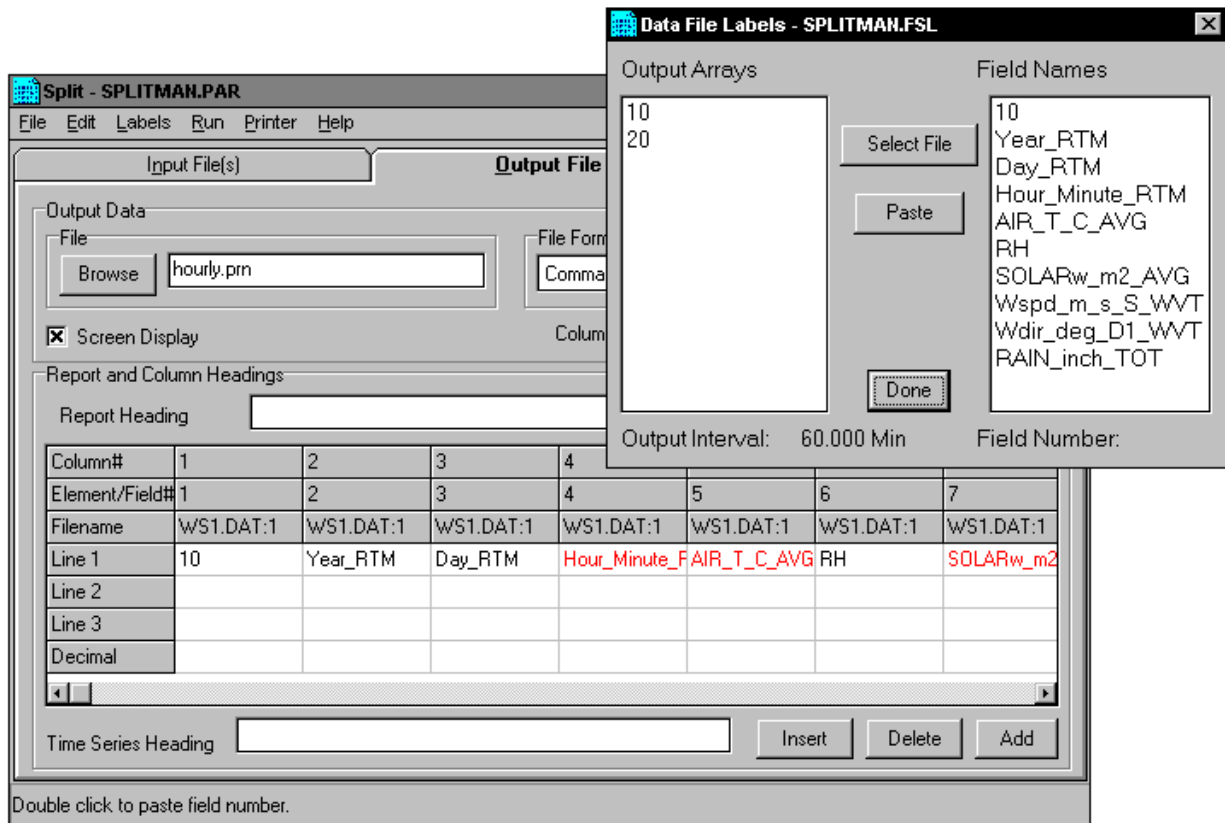 Data File Labels - SPLITMAN.FSL
Output Arrays
Field Names
10
20
Select File
Paste
Done
10
Year_RTM
Day_RTM
Hour_Minute_RTM
AIR_T_C_AVG
RH
SOLARw_m2_AVG
Wspd_m_s_S_WVT
Wdir_deg_D1_WVT
RAIN_inch_TOT
Output Interval: 60.000 Min
Field Number:
Split - SPLITMAN.PAR
File Edit Labels Run Printer Help
Input File(s)
Output File
Output Data
File
Browse
hourly.prn
File Form
Comma
Screen Display
Colum
Report and Column Headings
Report Heading
Column# 1 2 3 4
Element/Field# 1 2 3 4 5 6 7
Filename WS1.DAT:1 WS1.DAT:1 WS1.DAT:1 WS1.DAT:1 WS1.DAT:1 WS1.DAT:1 WS1.DAT:1
Line 1 10 Year_RTM Day_RTM Hour_Minute_F AIR_T_C_AVG RH SOLARw_m2
Line 2
Line 3
Decimal
Time Series Heading
Insert Delete Add
Double click to paste field number.